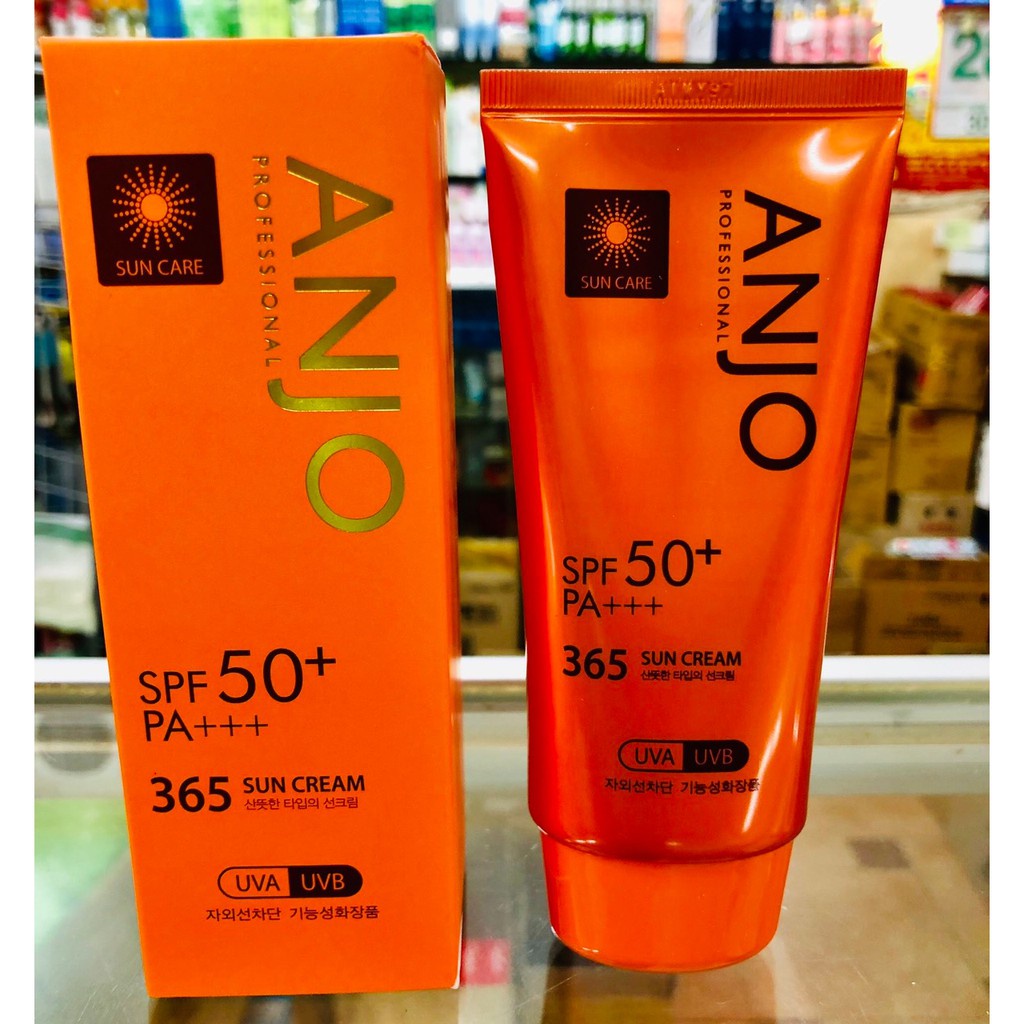 ANJO
PROFESSIONAL
SUN CARE
SPF 50+
PA+++
365 SUN CREAM
산뜻한 타입의 선크림
UVA UVB
자외선차단 기능성화장품
ANJO
PROFESSIONAL
SUN CARE
SPF 50+
PA+++
365 SUN CREAM
산뜻한 타입의 선크림
UVA UVB
자외선차단 기능성화장품